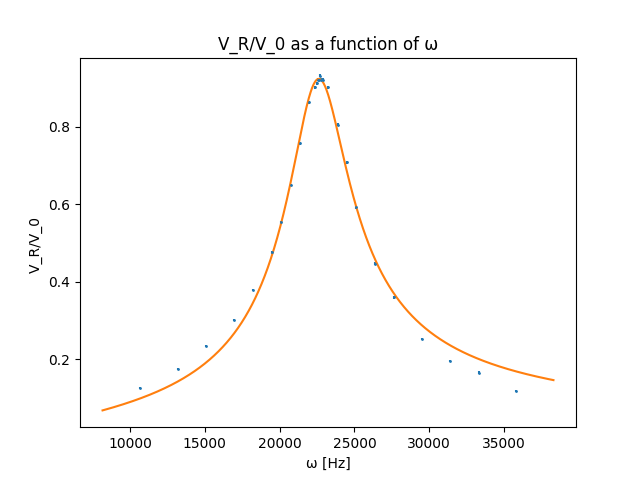 V_R/V_0 as a function of ω
V_R/V_0
0.8
0.6
0.4
0.2
10000 15000 20000 25000 30000 35000
ω [Hz]